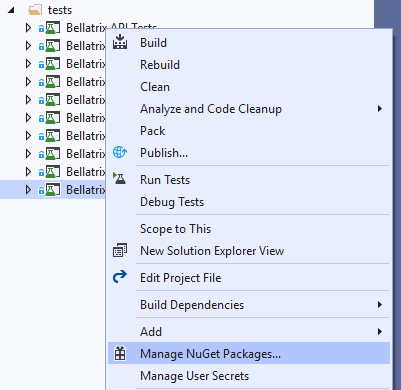 tests
Bellatrix.API.Tests
Bellatrix
Bellatrix
Bellatrix
Bellatrix
Bellatrix
Bellatrix
Bellatrix
Bellatrix
Build
Rebuild
Clean
Analyze and Code Cleanup
Pack
Publish...
Run Tests
Debug Tests
Scope to This
New Solution Explorer View
Edit Project File
Build Dependencies
Add
Manage NuGet Packages...
Manage User Secrets